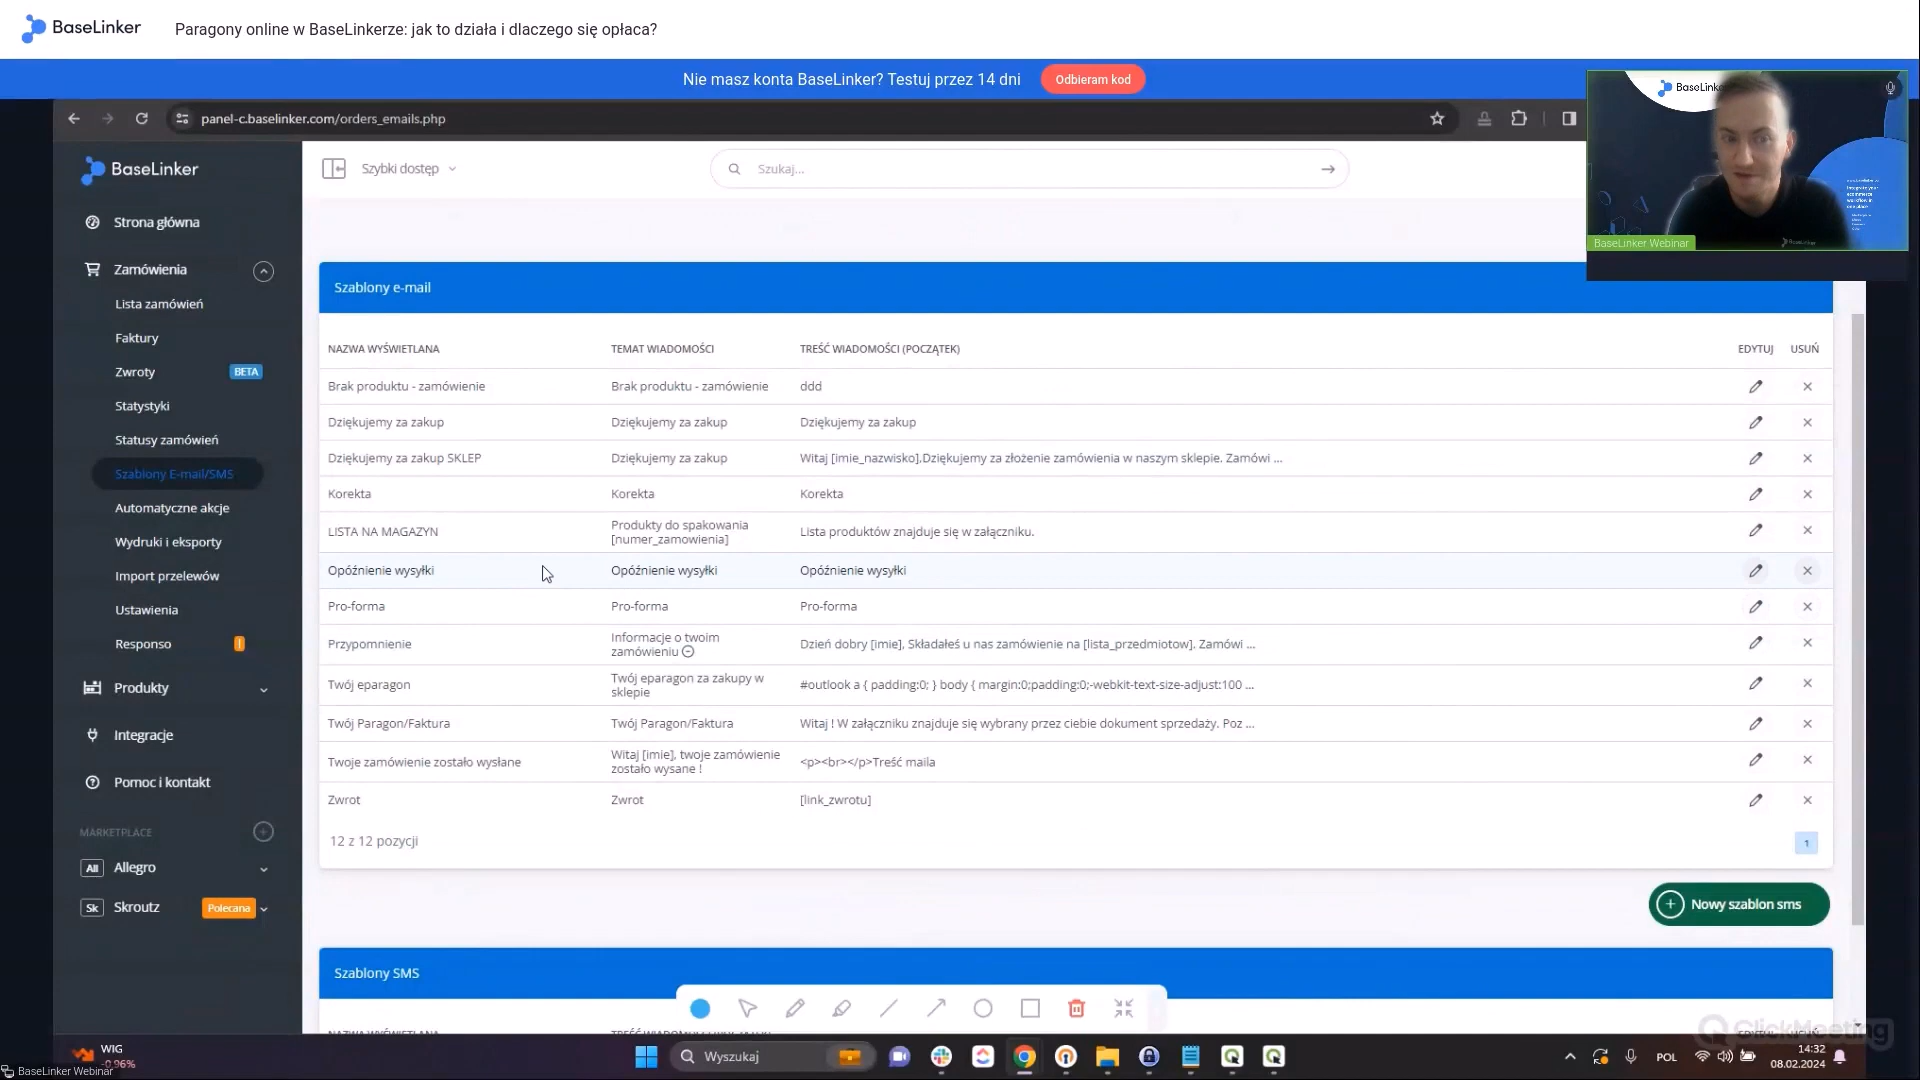 BaseLinker
Paragony online w BaseLinkerze: jak to działa i dlaczego się opłaca?
Nie masz konta BaseLinker? Testuj przez 14 dni
Odbieram kod
panel-c.baselinker.com/orders_emails.php
BaseLinker
Szybki dostęp
Szukaj...
BaseLinke
BaseLinker Webinar
Strona główna
Zamówienia
Lista zamówień
Faktury
Zwroty BETA
Statystyki
Statusy zamówień
Szablony E-mail/SMS
Automatyczne akcje
Wydruki i eksporty
Import przelewów
Ustawienia
Responso
Produkty
Integracje
Pomoc i kontakt
MARKETPLACE
All Allegro
Sk Skroutz Polecana
Szablony e-mail
NAZWA WYŚWIETLANA TEMAT WIADOMOŚCI TREŚĆ WIADOMOŚCI (POCZĄTEK) EDYTUJ USUŃ
Brak produktu - zamówienie Brak produktu - zamówienie ddd
Dziękujemy za zakup Dziękujemy za zakup Dziękujemy za zakup
Dziękujemy za zakup SKLEP Dziękujemy za zakup Witaj [imie_nazwisko],Dziękujemy za złożenie zamówienia w naszym sklepie. Zamówi ...
Korekta Korekta Korekta
LISTA NA MAGAZYN Produkty do spakowania [numer_zamowienia] Lista produktów znajduje się w załączniku.
Opóźnienie wysyłki Opóźnienie wysyłki Opóźnienie wysyłki
Pro-forma Pro-forma Pro-forma
Przypomnienie Informacje o twoim zamówieniu Dzień dobry [imie], Składałeś u nas zamówienie na [lista_przedmiotow]. Zamówi ...
Twój eparagon Twój eparagon za zakupy w sklepie #outlook a { padding:0; } body { margin:0;padding:0;-webkit-text-size-adjust:100 ...
Twój Paragon/Faktura Twój Paragon/Faktura Witaj ! W załączniku znajduje się wybrany przez ciebie dokument sprzedaży. Poz ...
Twoje zamówienie zostało wysłane Witaj [imie], twoje zamówienie zostało wysane ! <p><br></p>Treść maila
Zwrot Zwrot [link_zwrotu]
12 z 12 pozycji
1
Nowy szablon sms
Szablony SMS
NAZWA WYŚWIETLANA
ClickMeeting
WIG
-0,96%
BaseLinker Webinar
Wyszukaj
POL
14:32
08.02.2024